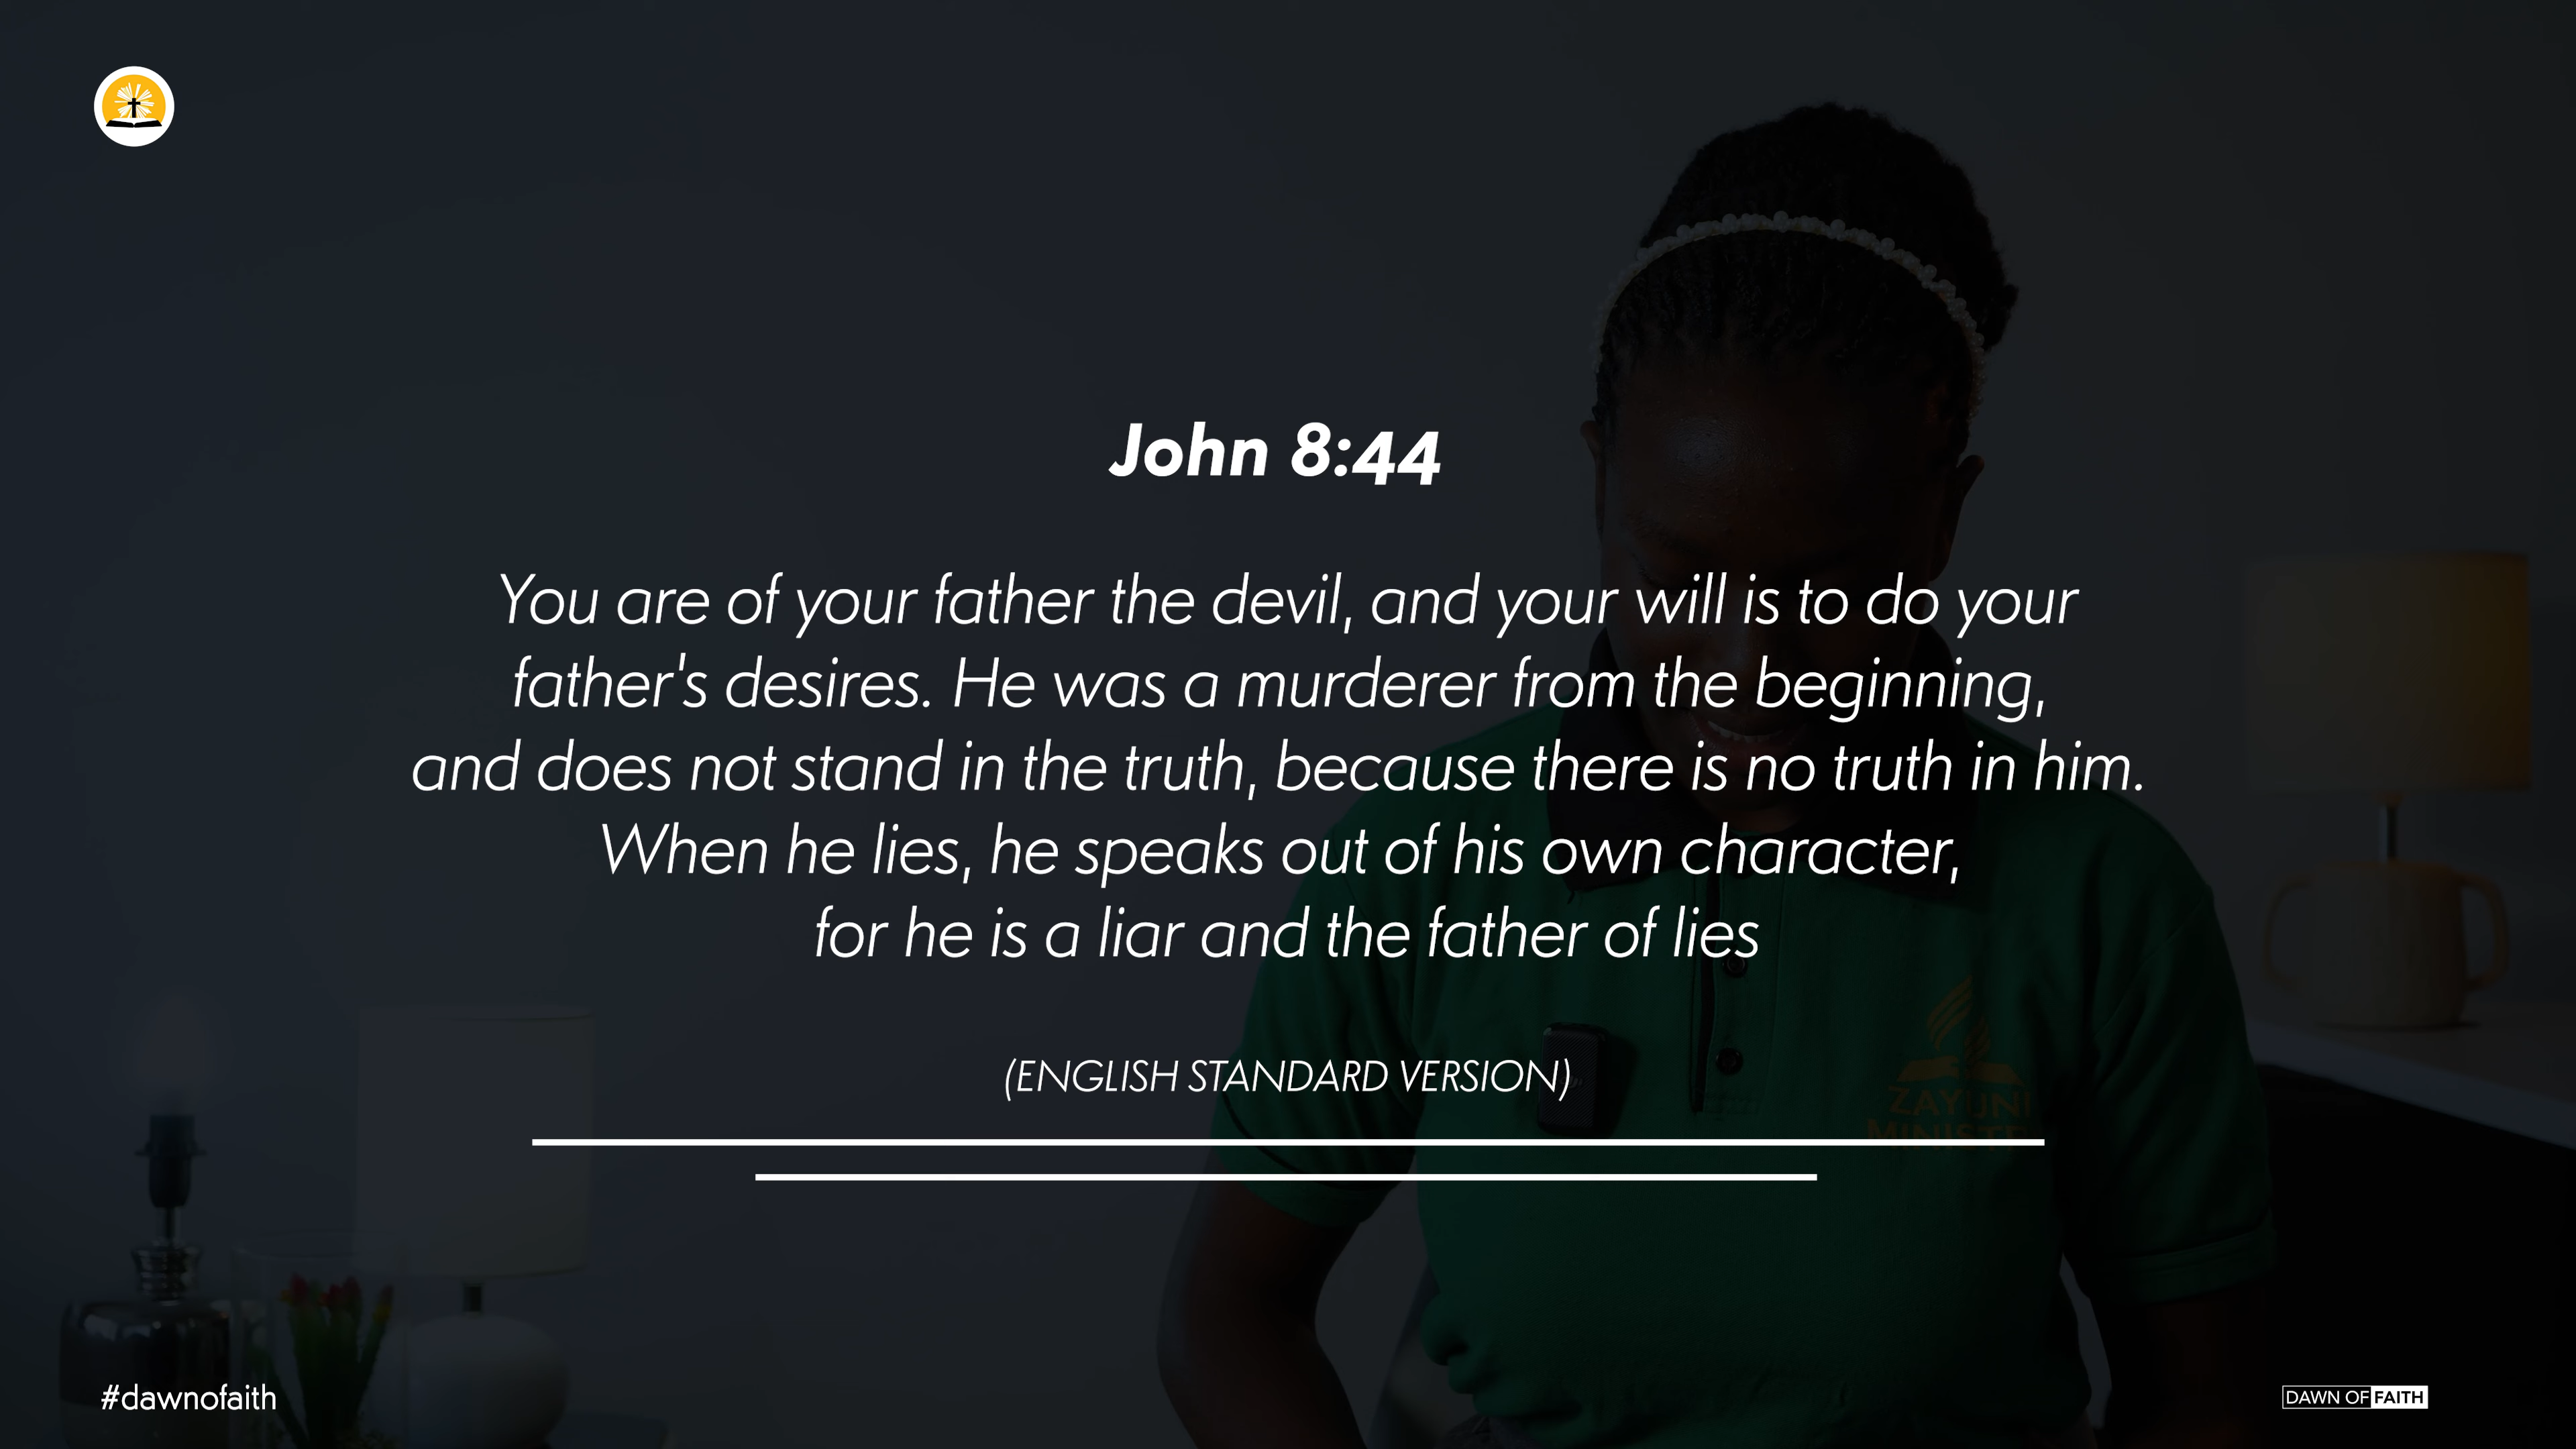 John 8:44
You are of your father the devil, and your will is to do your
father's desires. He was a murderer from the beginning,
and does not stand in the truth, because there is no truth in him.
When he lies, he speaks out of his own character,
for he is a liar and the father of lies
(ENGLISH STANDARD VERSION)
ZAYUNI
#dawnofaith
DAWN OF FAITH